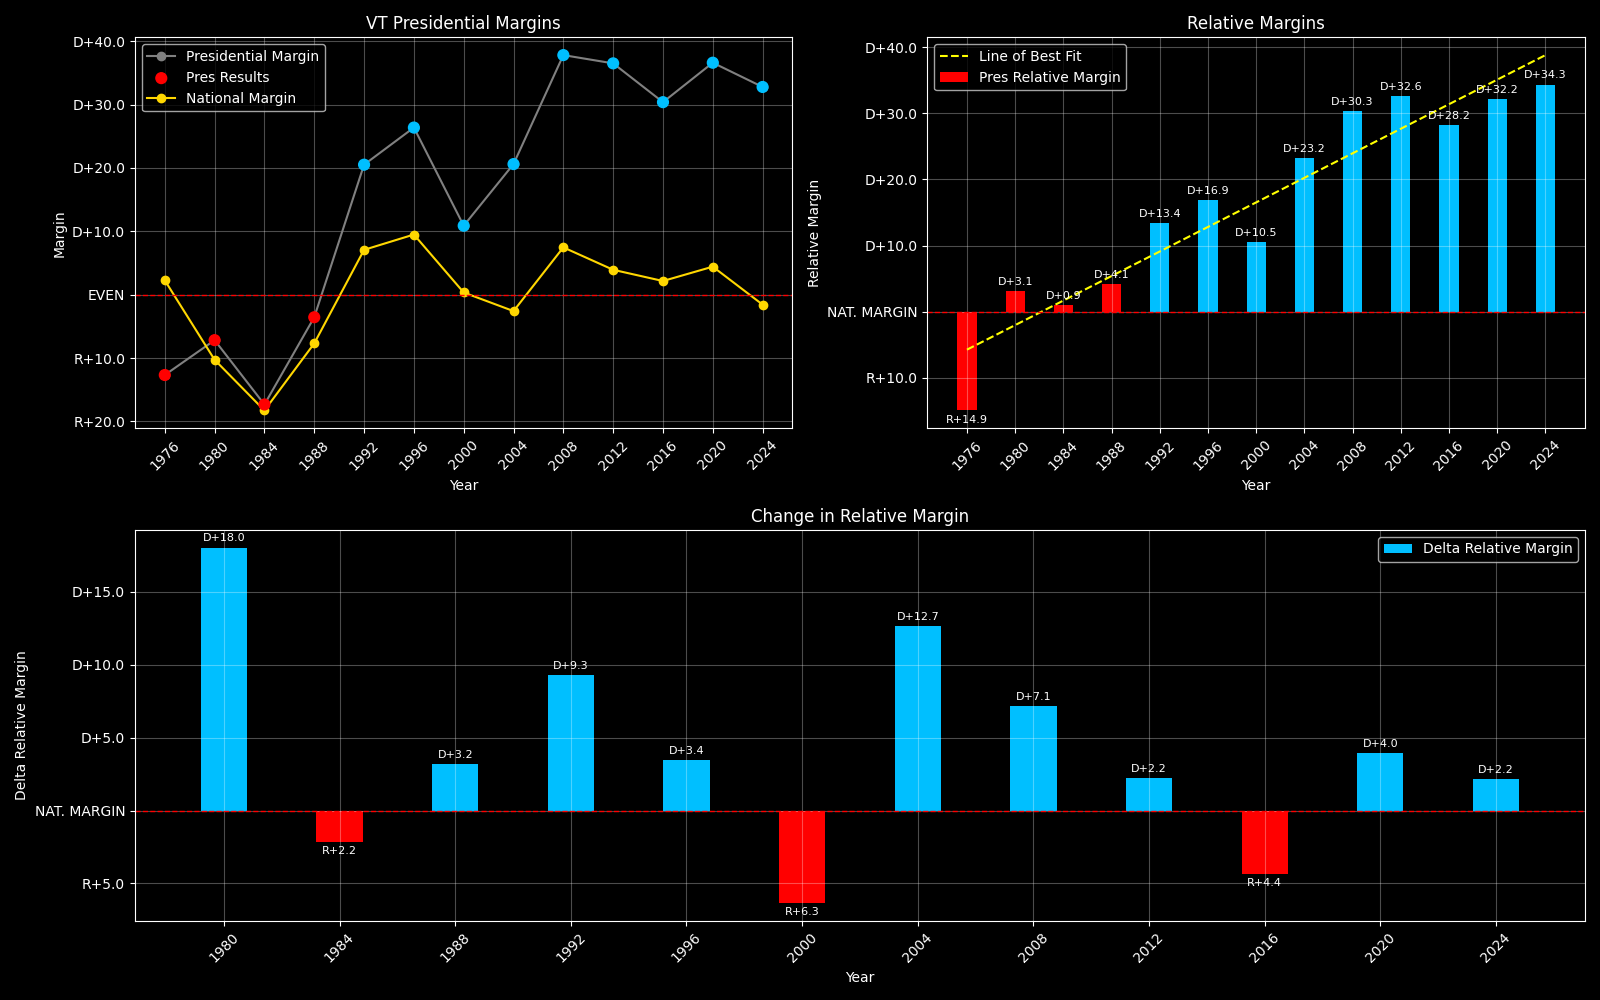 VT Presidential Margins
Presidential Margin
Pres Results
National Margin
Margin
D+40.0
D+30.0
D+20.0
D+10.0
EVEN
R+10.0
R+20.0
1976
1980
1984
1988
1992
1996
2000
2004
2008
2012
2016
2020
2024
Year
Relative Margins
Line of Best Fit
Pres Relative Margin
Relative Margin
D+40.0
D+30.0
D+20.0
D+10.0
NAT. MARGIN
R+10.0
R+14.9
D+3.1
D+0.9
D+4.1
D+13.4
D+16.9
D+10.5
D+23.2
D+30.3
D+32.6
D+28.2
D+32.2
D+34.3
1976
1980
1984
1988
1992
1996
2000
2004
2008
2012
2016
2020
2024
Year
Change in Relative Margin
Delta Relative Margin
Delta Relative Margin
D+15.0
D+10.0
D+5.0
NAT. MARGIN
R+5.0
D+18.0
R+2.2
D+3.2
D+9.3
D+3.4
R+6.3
D+12.7
D+7.1
D+2.2
R+4.4
D+4.0
D+2.2
1980
1984
1988
1992
1996
2000
2004
2008
2012
2016
2020
2024
Year